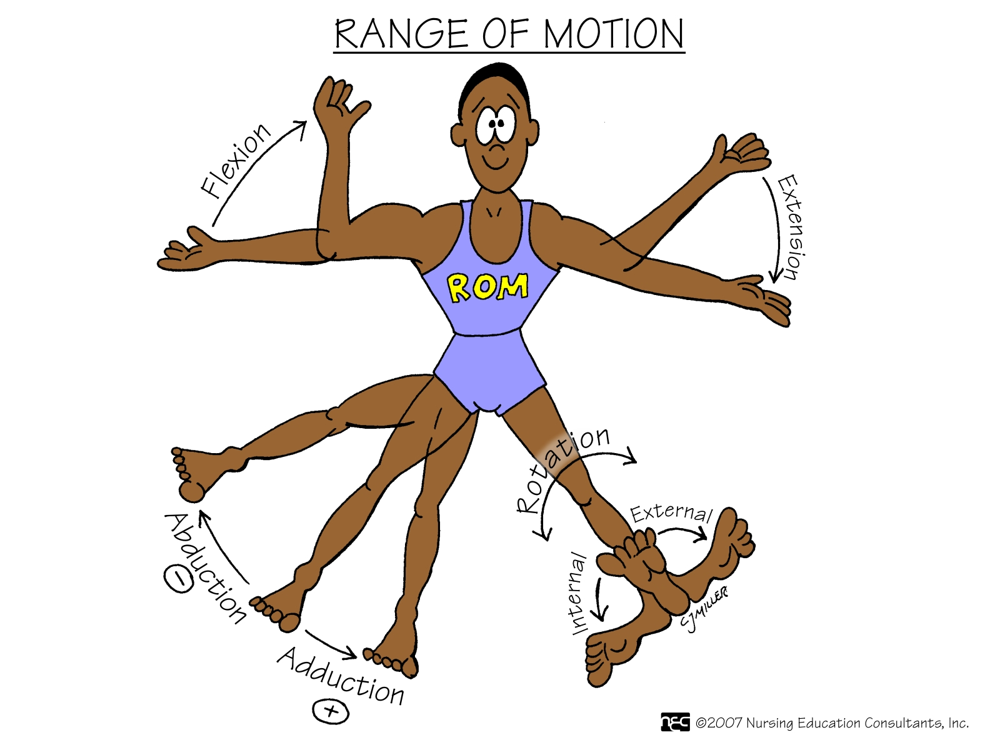 RANGE OF MOTION
Flexion
Extension
ROM
Rotation
External
Internal
Abduction
−
Adduction
+
CJMILLER
nec ©2007 Nursing Education Consultants, Inc.